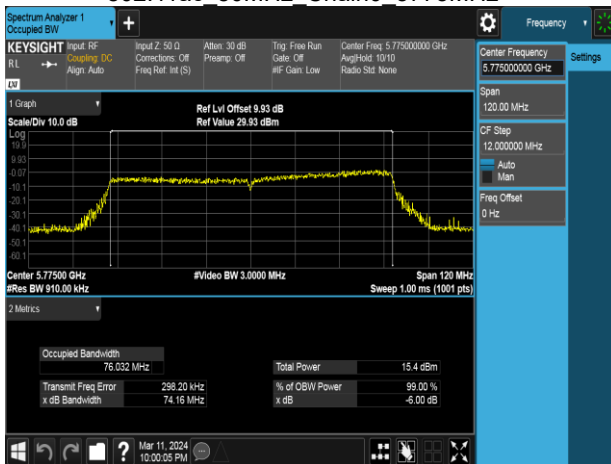 Spectrum Analyzer 1
Occupied BW
+
Frequency
KEYSIGHT
RL
LXI
Input: RF
Coupling: DC
Align: Auto
Input Z: 50 Ω
Corrections: Off
Freq Ref: Int (S)
Atten: 30 dB
Preamp: Off
Trig: Free Run
Gate: Off
#IF Gain: Low
Center Freq: 5.775000000 GHz
Avg|Hold: 10/10
Radio Std: None
Center Frequency
5.775000000 GHz
Settings
Span
120.00 MHz
CF Step
12.000000 MHz
Auto
Man
Freq Offset
0 Hz
1 Graph
Scale/Div 10.0 dB
Ref Lvl Offset 9.93 dB
Ref Value 29.93 dBm
Log
19.9
9.93
-0.07
-10.1
-20.1
-30.1
-40.1
-50.1
-60.1
Center 5.77500 GHz
#Video BW 3.0000 MHz
Span 120 MHz
#Res BW 910.00 kHz
Sweep 1.00 ms (1001 pts)
2 Metrics
Occupied Bandwidth
76.032 MHz
Total Power
15.4 dBm
Transmit Freq Error
298.20 kHz
% of OBW Power
99.00 %
x dB Bandwidth
74.16 MHz
x dB
-6.00 dB
?
Mar 11, 2024
10:00:05 PM